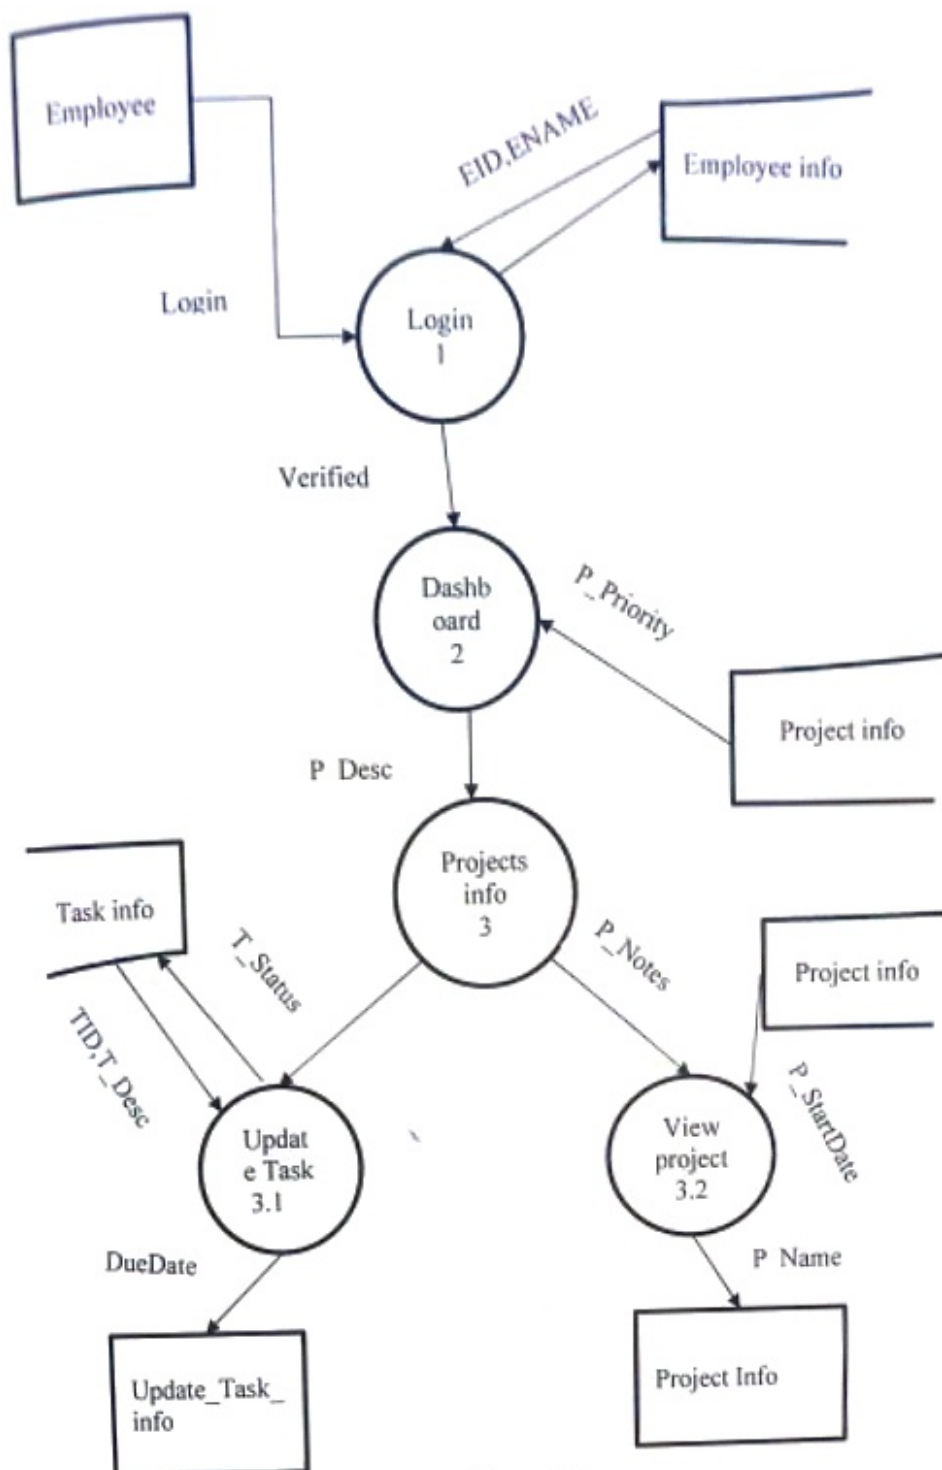 Employee
EID,ENAME
Employee info
Login
Login
1
Verified
Dashb
oard
2
P_Priority
Project info
P Desc
Projects
info
3
Task info
T_Status
P_Notes
Project info
TID,T_Desc
P_StartDate
Updat
e Task
3.1
View
project
3.2
DueDate
P Name
Update_Task_
info
Project Info